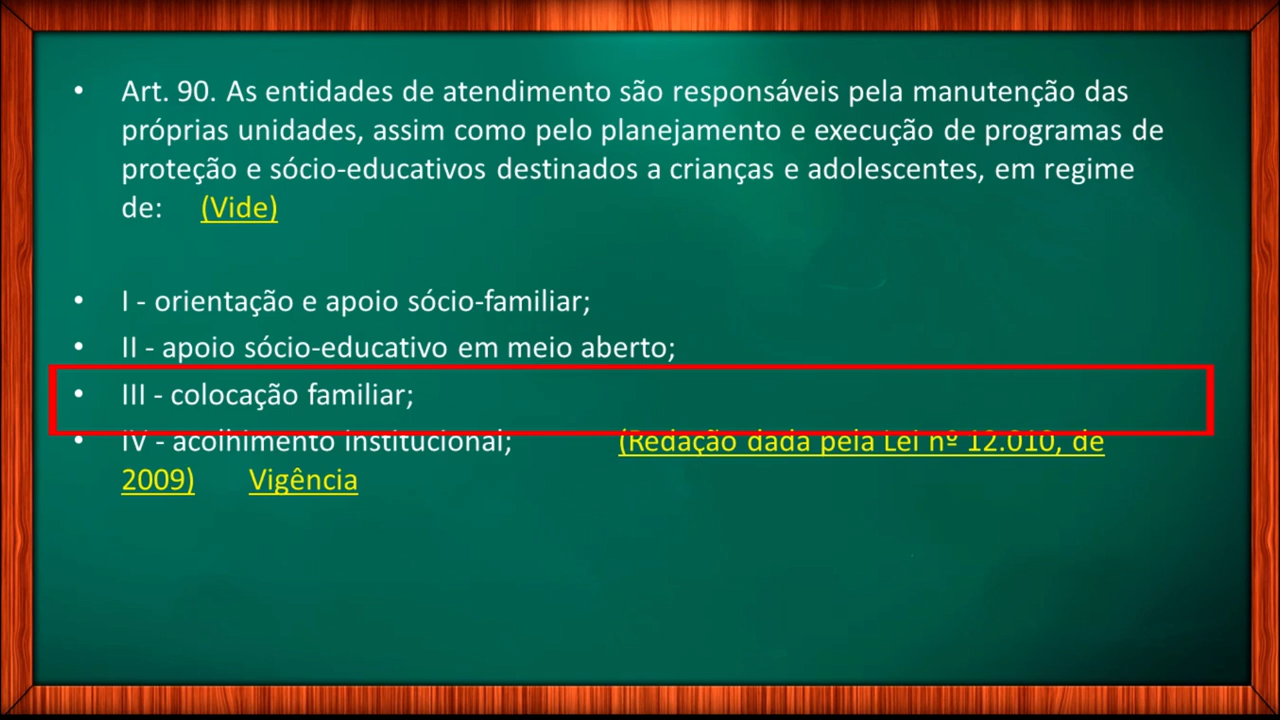 • Art. 90. As entidades de atendimento são responsáveis pela manutenção das
próprias unidades, assim como pelo planejamento e execução de programas de
proteção e sócio-educativos destinados a crianças e adolescentes, em regime
de: (Vide)
• I - orientação e apoio sócio-familiar;
• II - apoio sócio-educativo em meio aberto;
• III - colocação familiar;
• IV - acolhimento institucional; (Redação dada pela Lei nº 12.010, de
2009) Vigência